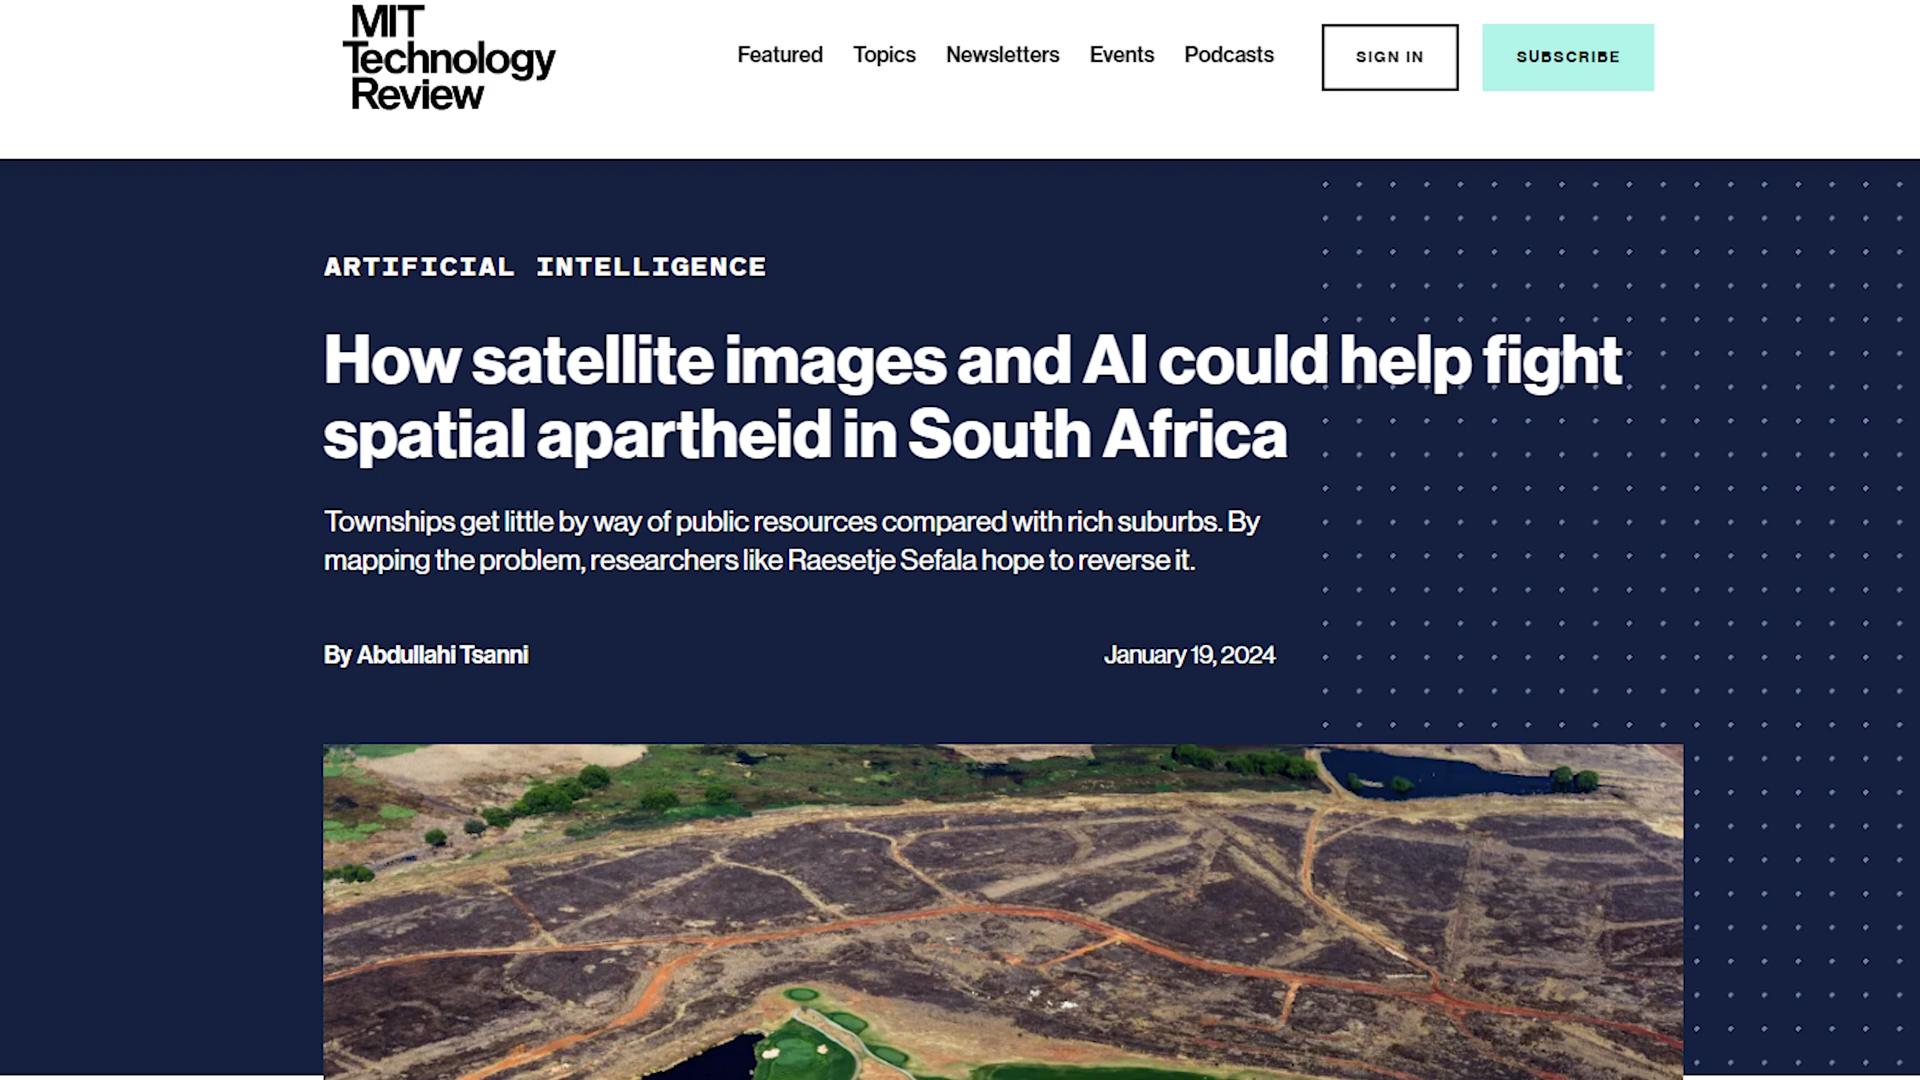 MIT
Technology
Review
Featured Topics Newsletters Events Podcasts SIGN IN SUBSCRIBE
ARTIFICIAL INTELLIGENCE
How satellite images and AI could help fight
spatial apartheid in South Africa
Townships get little by way of public resources compared with rich suburbs. By
mapping the problem, researchers like Raesetje Sefala hope to reverse it.
By Abdullahi Tsanni January 19, 2024